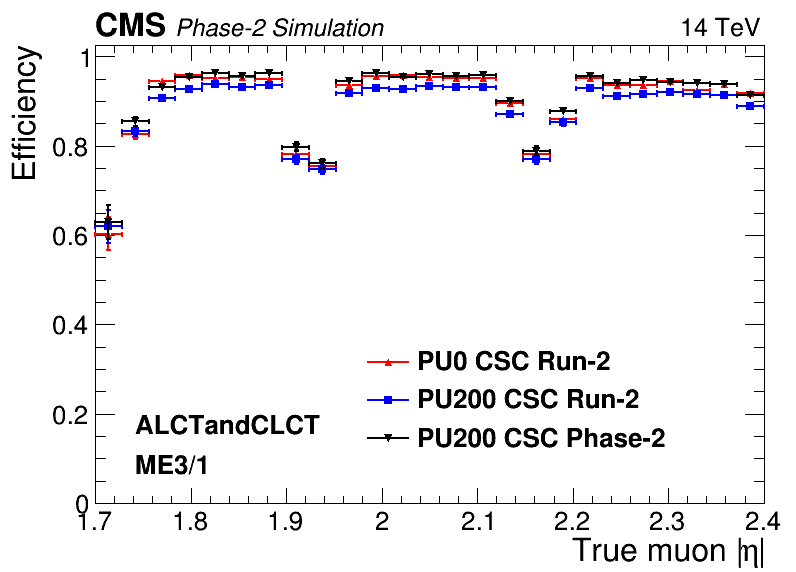 CMS Phase-2 Simulation 14 TeV
Efficiency
1
0.8
0.6
0.4
0.2
0
PU0 CSC Run-2
PU200 CSC Run-2
PU200 CSC Phase-2
ALCTandCLCT
ME3/1
1.7 1.8 1.9 2 2.1 2.2 2.3 2.4
True muon |η|